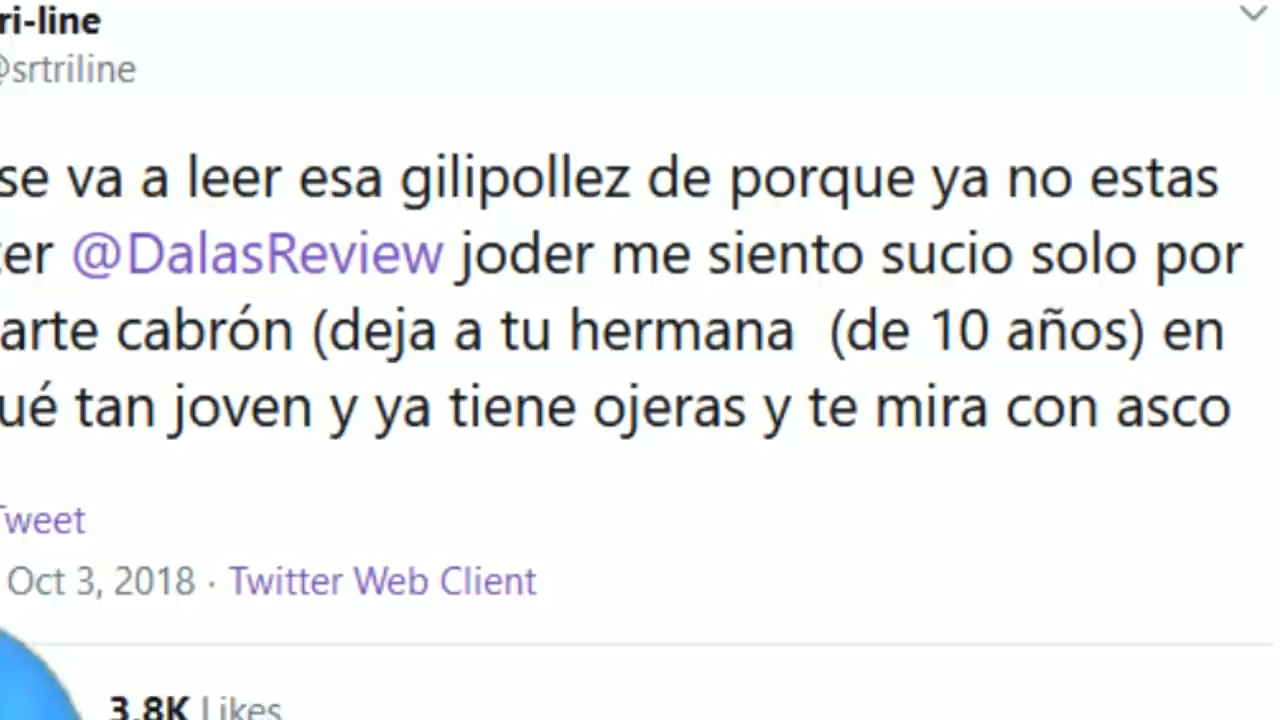 ri-line
@srtriline
se va a leer esa gilipollez de porque ya no estas
er @DalasReview joder me siento sucio solo por
arte cabrón (deja a tu hermana (de 10 años) en
ué tan joven y ya tiene ojeras y te mira con asco
Tweet
Oct 3, 2018 · Twitter Web Client
3.8K Likes